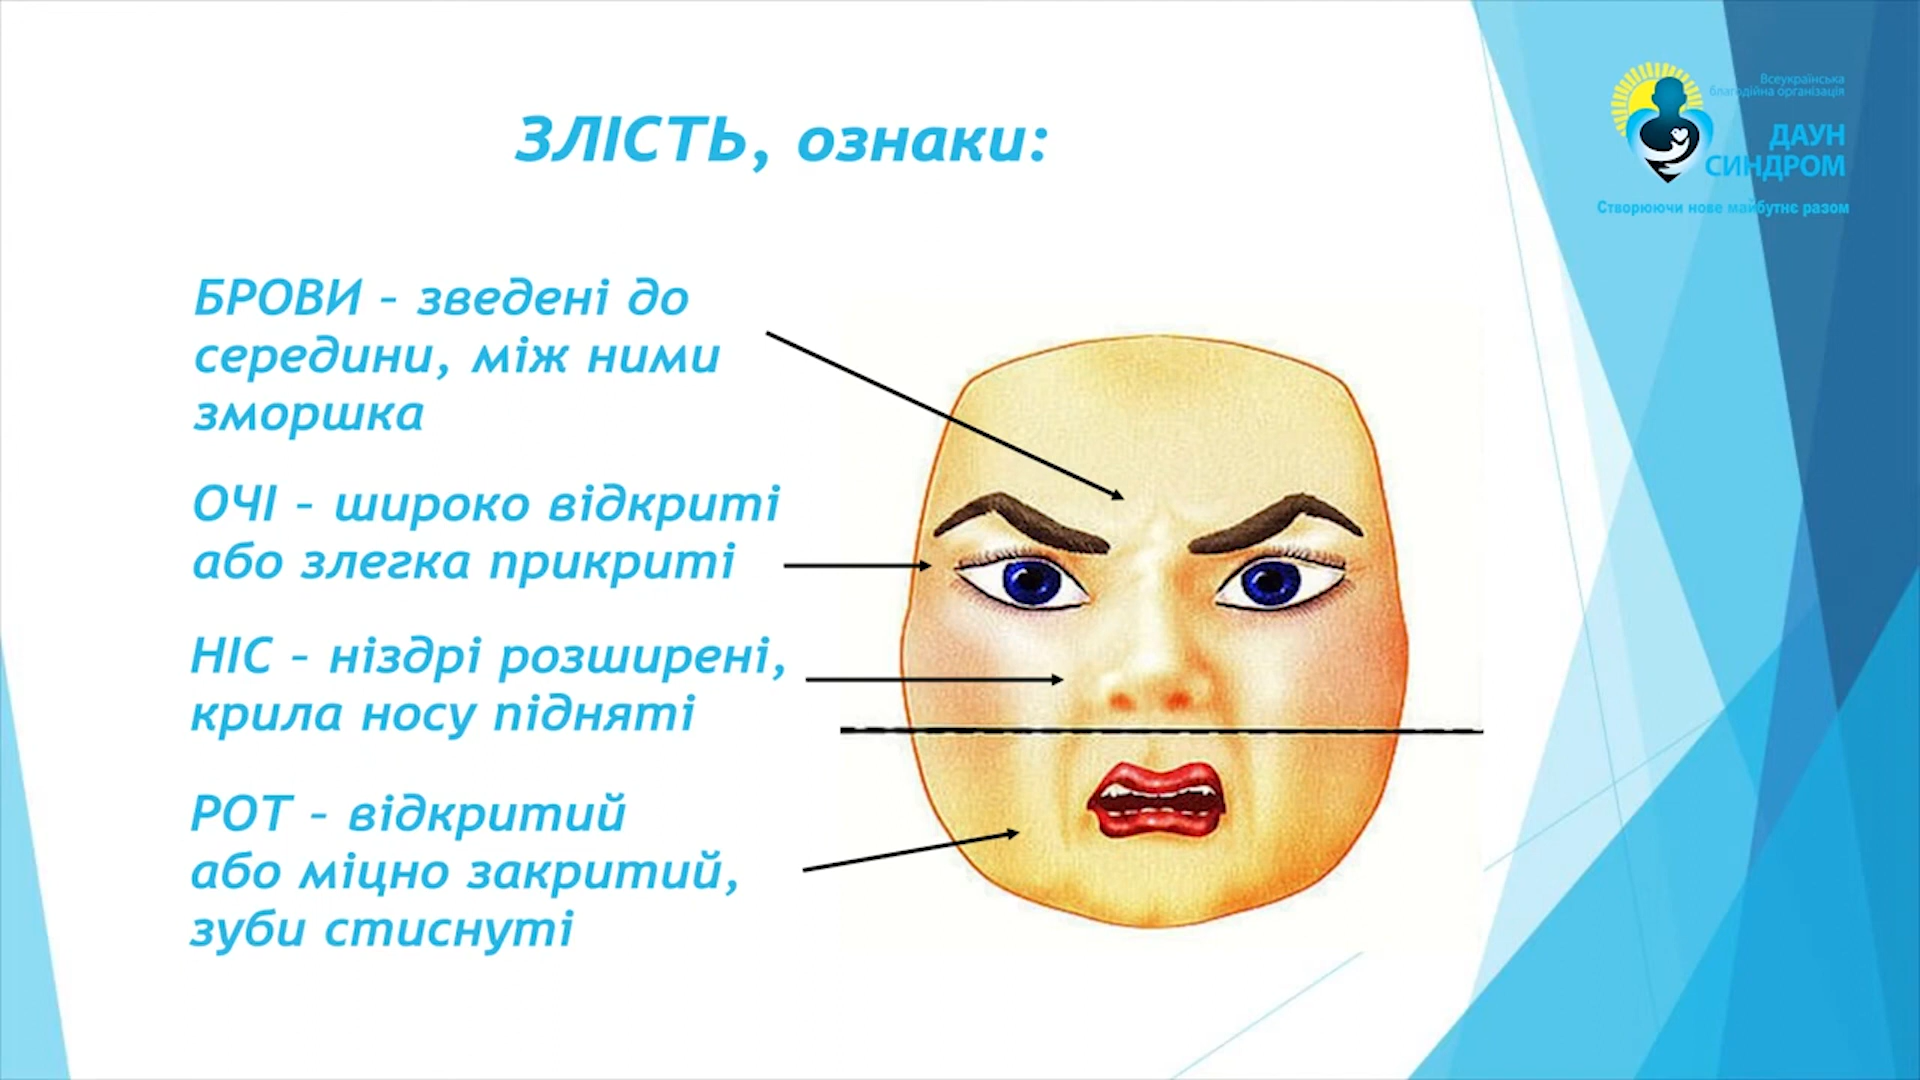 ЗЛІСТЬ, ознаки:
Всеукраїнська
благодійна організація
ДАУН
СИНДРОМ
Створюючи нове майбутнє разом
БРОВИ – зведені до
середини, між ними
зморшка
ОЧІ – широко відкриті
або злегка прикриті
НІС – ніздрі розширені,
крила носу підняті
РОТ – відкритий
або міцно закритий,
зуби стиснуті